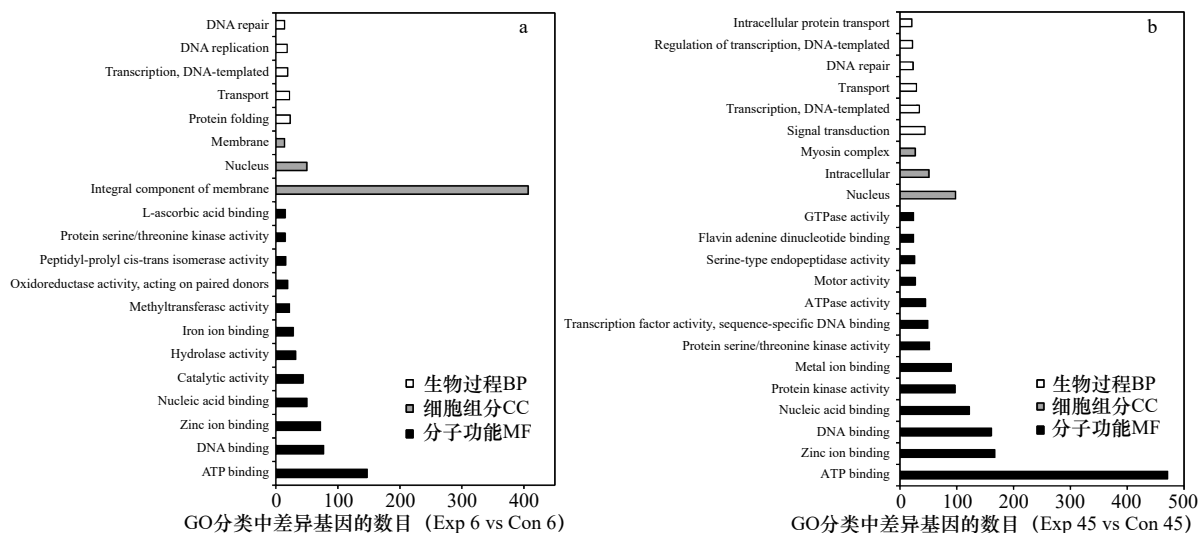 a
DNA repair
DNA replication
Transcription, DNA-templated
Transport
Protein folding
Membrane
Nucleus
Integral component of membrane
L-ascorbic acid binding
Protein serine/threonine kinase activity
Peptidyl-prolyl cis-trans isomerase activity
Oxidoreductase activity, acting on paired donors
Methyltransferasc activity
Iron ion binding
Hydrolase activity
Catalytic activity
Nucleic acid binding
Zinc ion binding
DNA binding
ATP binding
生物过程BP
细胞组分CC
分子功能MF
0 100 200 300 400
GO分类中差异基因的数目（Exp 6 vs Con 6）
b
Intracellular protein transport
Regulation of transcription, DNA-templated
DNA repair
Transport
Transcription, DNA-templated
Signal transduction
Myosin complex
Intracellular
Nucleus
GTPase activity
Flavin adenine dinucleotide binding
Serine-type endopeptidase activity
Motor activity
ATPase activity
Transcription factor activity, sequence-specific DNA binding
Protein serine/threonine kinase activity
Metal ion binding
Protein kinase activity
Nucleic acid binding
DNA binding
Zinc ion binding
ATP binding
生物过程BP
细胞组分CC
分子功能MF
0 100 200 300 400 500
GO分类中差异基因的数目（Exp 45 vs Con 45）